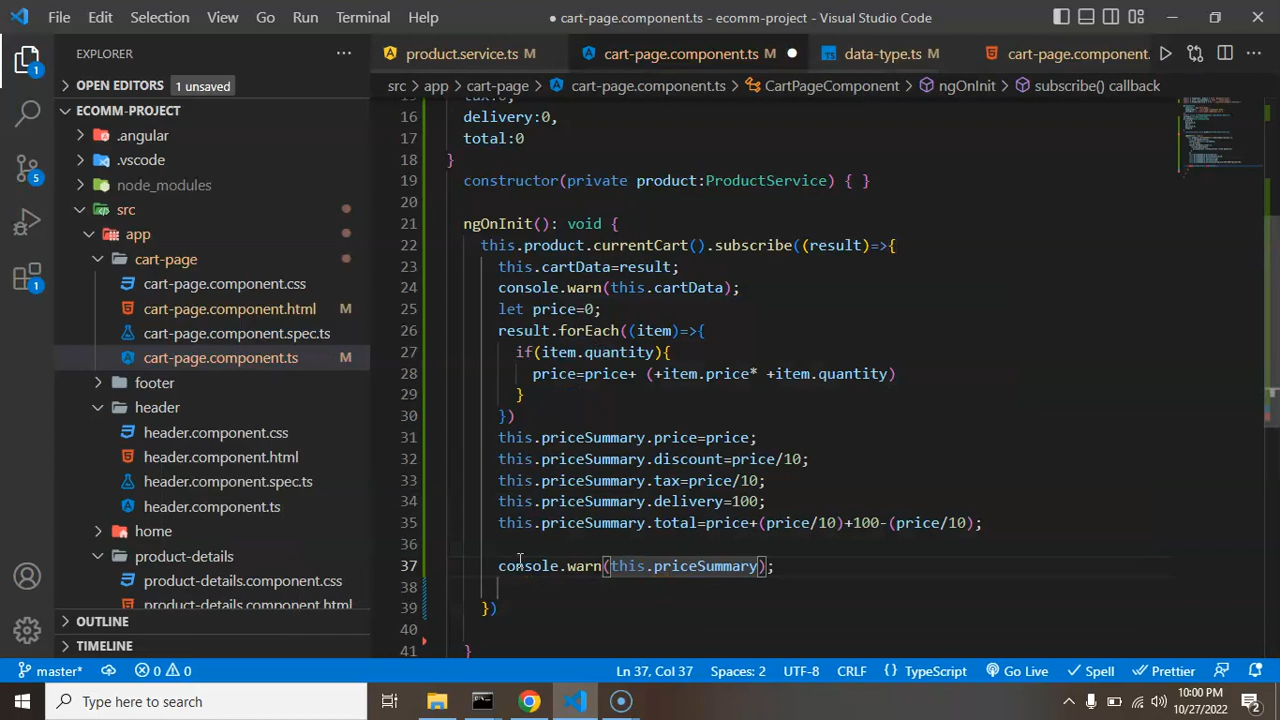 File Edit Selection View Go Run Terminal Help
● cart-page.component.ts - ecomm-project - Visual Studio Code
EXPLORER
product.service.ts M
cart-page.component.ts M
data-type.ts M
cart-page.component.
OPEN EDITORS 1 unsaved
src > app > cart-page > cart-page.component.ts > CartPageComponent > ngOnInit > subscribe() callback
ECOMM-PROJECT
.angular
.vscode
node_modules
src
app
cart-page
cart-page.component.css
cart-page.component.html M
cart-page.component.spec.ts
cart-page.component.ts M
footer
header
header.component.css
header.component.html
header.component.spec.ts
header.component.ts
home
product-details
product-details.component.css
product-details.component.html
OUTLINE
TIMELINE
1
5
1
15 tax:0,
16 delivery:0,
17 total:0
18 }
19 constructor(private product:ProductService) { }
20
21 ngOnInit(): void {
22 this.product.currentCart().subscribe((result)=>{
23 this.cartData=result;
24 console.warn(this.cartData);
25 let price=0;
26 result.forEach((item)=>{
27 if(item.quantity){
28 price=price+ (+item.price* +item.quantity)
29 }
30 })
31 this.priceSummary.price=price;
32 this.priceSummary.discount=price/10;
33 this.priceSummary.tax=price/10;
34 this.priceSummary.delivery=100;
35 this.priceSummary.total=price+(price/10)+100-(price/10);
36
37 console.warn(this.priceSummary);
38
39 })
40
41 }
master* 0 0
Ln 37, Col 37 Spaces: 2 UTF-8 CRLF { } TypeScript Go Live Spell Prettier
Type here to search
10:00 PM
10/27/2022
2